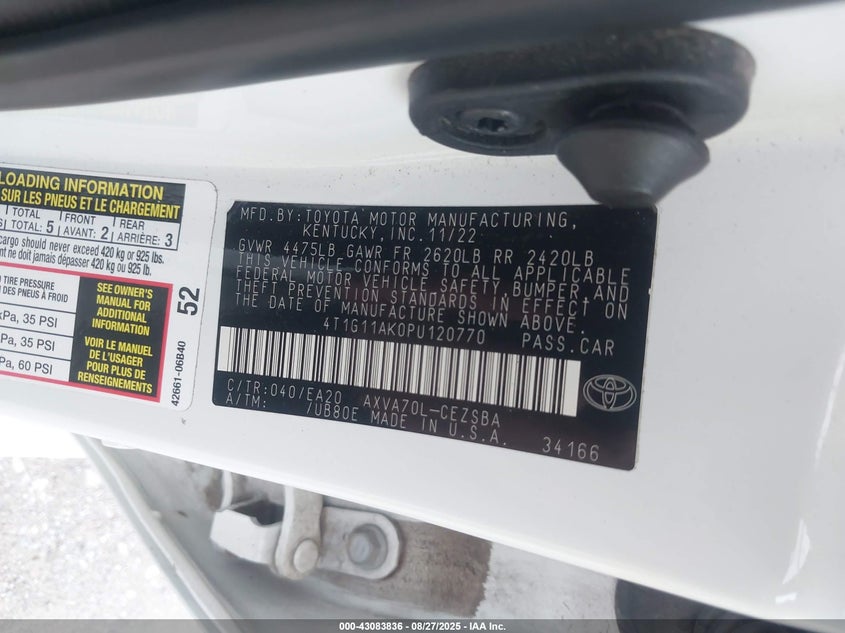 LOADING INFORMATION
SUR LES PNEUS ET LE CHARGEMENT
TOTAL 5 FRONT 2 REAR 3
TOTAL: AVANT: ARRIÈRE:
cargo should never exceed 420 kg or 925 lbs.
ne doit jamais dépasser 420 kg ou 925 lb.
TIRE PRESSURE
DES PNEUS À FROID
kPa, 35 PSI
kPa, 35 PSI
Pa, 60 PSI
SEE OWNER'S
MANUAL FOR
ADDITIONAL
INFORMATION
VOIR LE MANUEL
DE L'USAGER
POUR PLUS DE
RENSEIGNEMENTS
52
42661-06B40
MFD.BY:TOYOTA MOTOR MANUFACTURING,
KENTUCKY, INC. 11/22
GVWR 4475LB GAWR FR 2620LB RR 2420LB
THIS VEHICLE CONFORMS TO ALL APPLICABLE
FEDERAL MOTOR VEHICLE SAFETY, BUMPER, AND
THEFT PREVENTION STANDARDS IN EFFECT ON
THE DATE OF MANUFACTURE SHOWN ABOVE.
4T1G11AK0PU120770 PASS.CAR
C/TR:040/EA20 AXVA70L-CEZSBA
A/TM: /UB80E MADE IN U.S.A.
34166
000-43083836 - 08/27/2025 - IAA Inc.